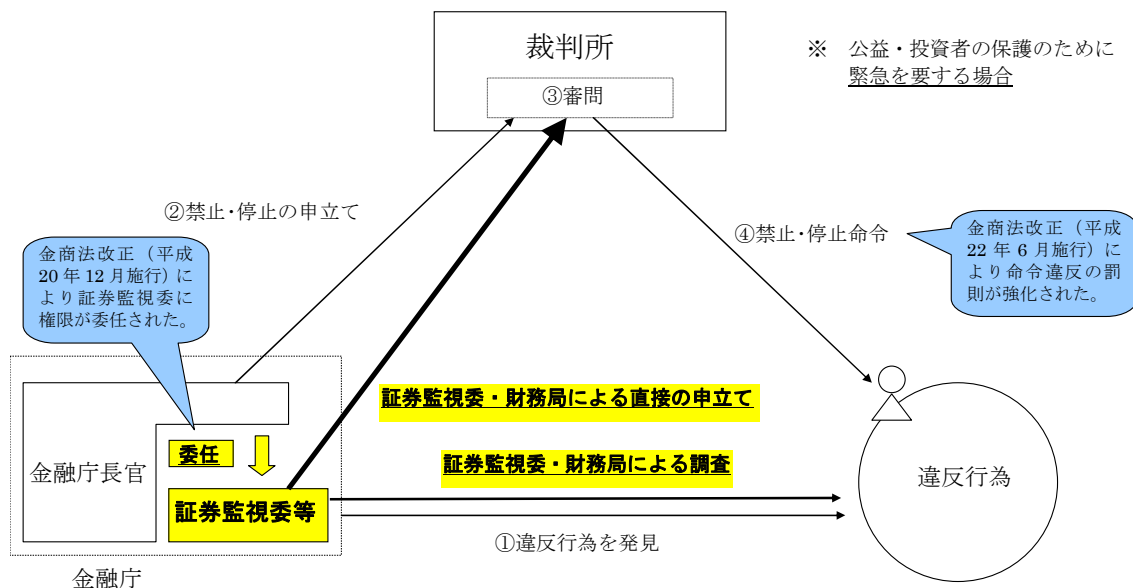 裁判所
③審問
※ 公益・投資者の保護のために
緊急を要する場合
②禁止･停止の申立て
④禁止･停止命令
金商法改正（平成
22 年 6 月施行）に
より命令違反の罰
則が強化された。
金商法改正（平成
20 年 12 月施行）に
より証券監視委に
権限が委任された。
証券監視委・財務局による直接の申立て
委任
証券監視委・財務局による調査
金融庁長官
違反行為
証券監視委等
①違反行為を発見
金融庁